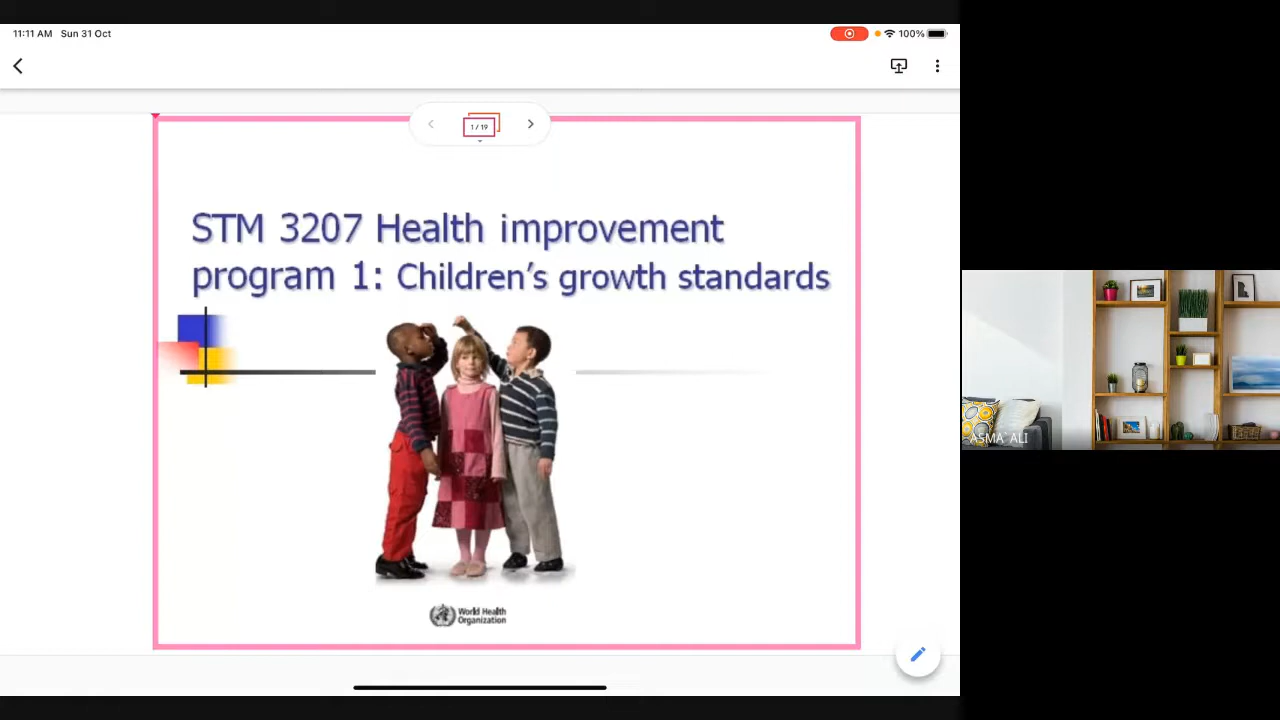 11:11 AM Sun 31 Oct
100%
1 / 19
STM 3207 Health improvement
program 1: Children's growth standards
World Health
Organization
ASMA` ALI